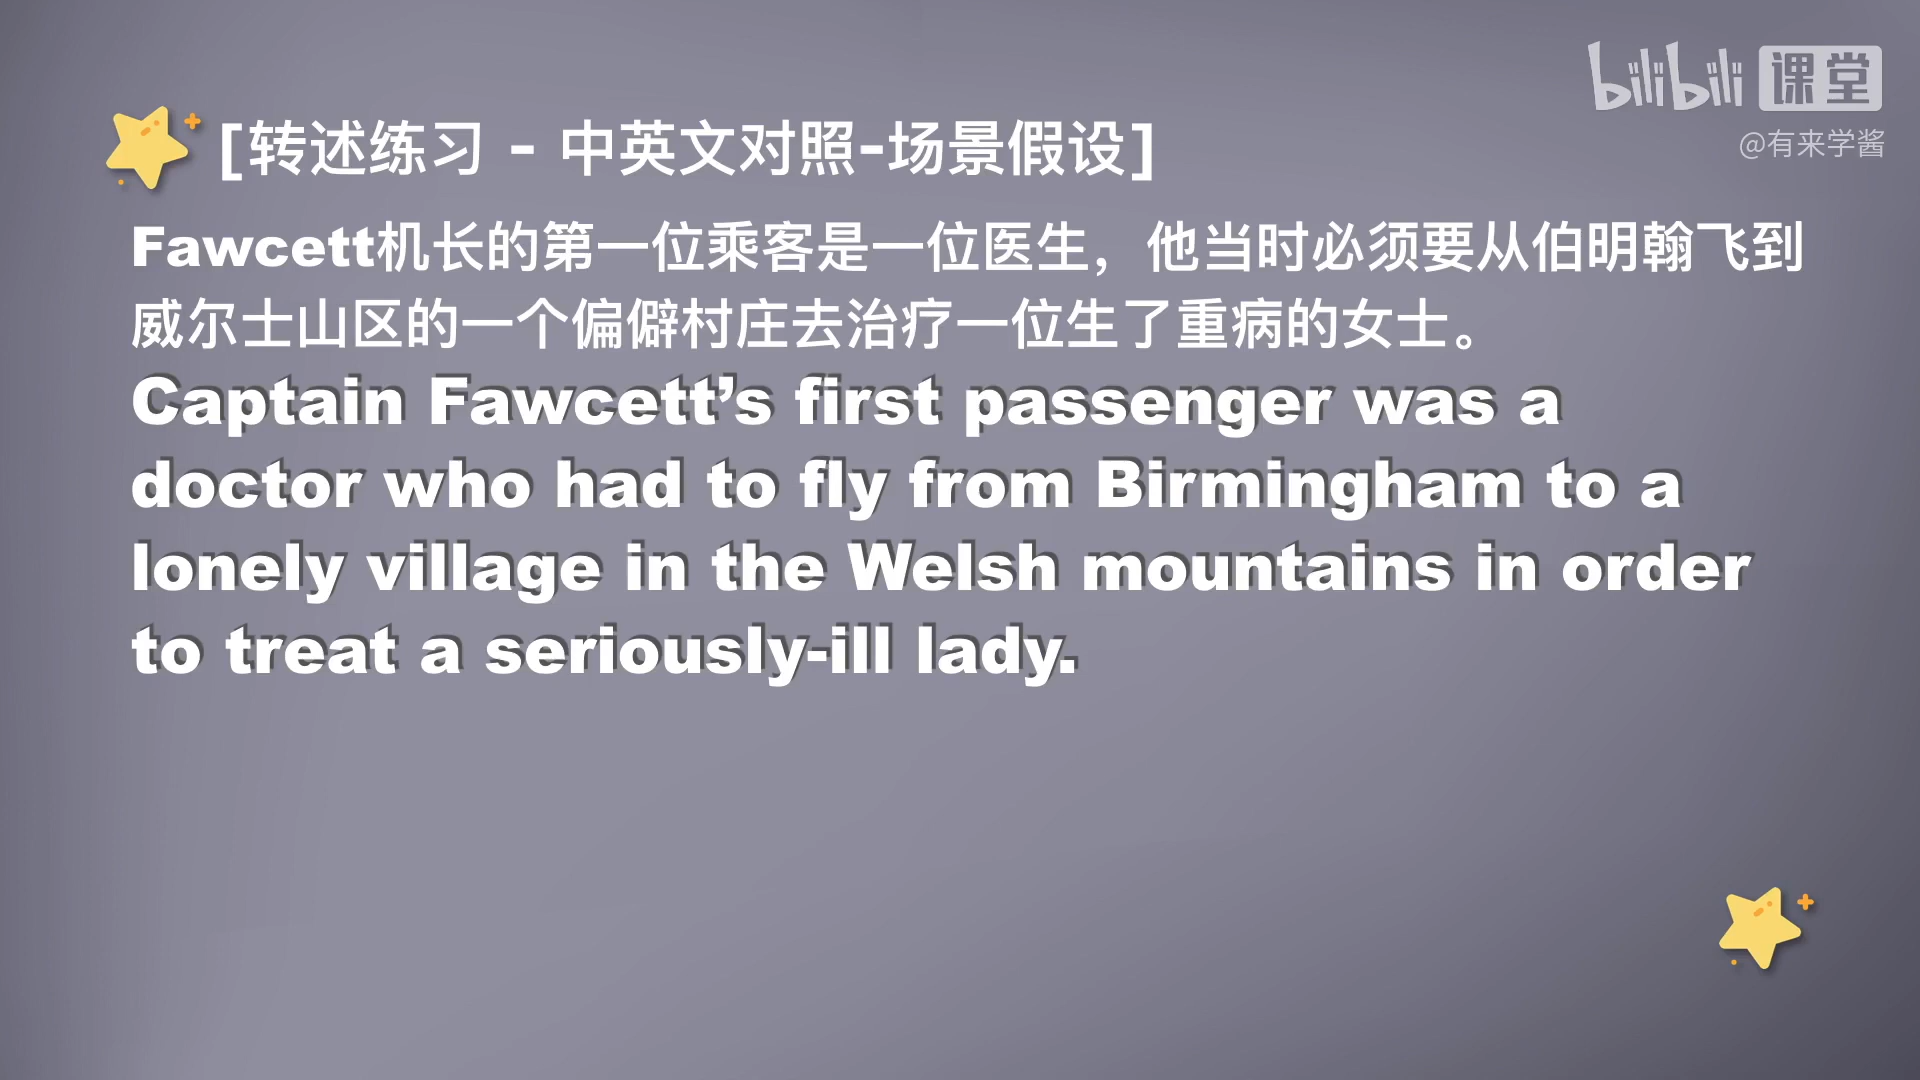 bilibili 课堂
@有来学酱
[转述练习 - 中英文对照-场景假设]
Fawcett机长的第一位乘客是一位医生，他当时必须要从伯明翰飞到
威尔士山区的一个偏僻村庄去治疗一位生了重病的女士。
Captain Fawcett’s first passenger was a
doctor who had to fly from Birmingham to a
lonely village in the Welsh mountains in order
to treat a seriously-ill lady.